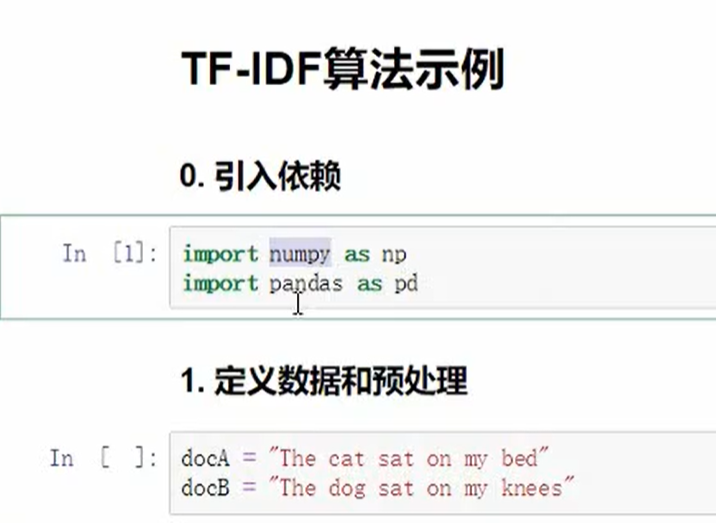 TF-IDF算法示例
0. 引入依赖
In [1]:
import numpy as np
import pandas as pd
1. 定义数据和预处理
In [ ]:
docA = "The cat sat on my bed"
docB = "The dog sat on my knees"